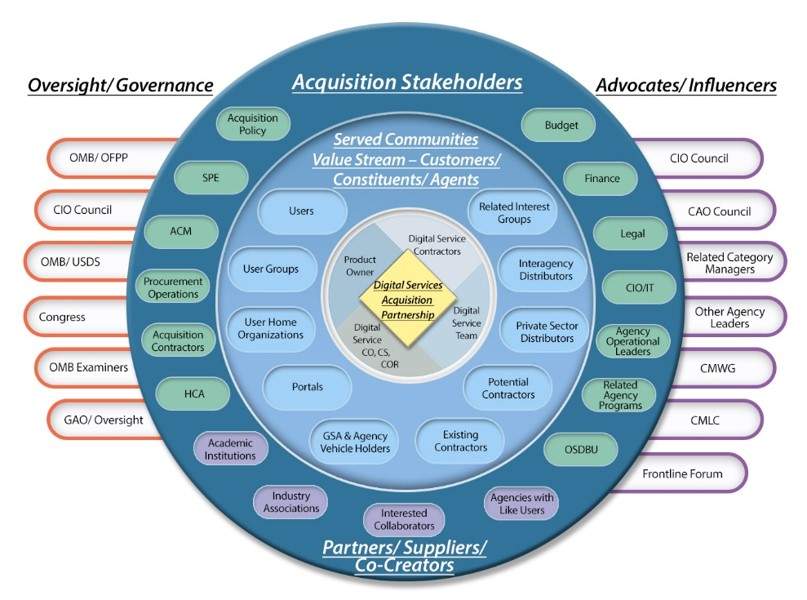 Acquisition Stakeholders
Oversight/ Governance
OMB/ OFPP
CIO Council
OMB/ USDS
Congress
OMB Examiners
GAO/ Oversight
Advocates/ Influencers
CIO Council
CAO Council
Related Category
Managers
Other Agency
Leaders
CMWG
CMLC
Frontline Forum
Acquisition
Policy
SPE
ACM
Procurement
Operations
Acquisition
Contractors
HCA
Budget
Finance
Legal
CIO/IT
Agency
Operational
Leaders
Related
Agency
Programs
OSDBU
Served Communities
Value Stream – Customers/
Constituents/ Agents
Users
User Groups
User Home
Organizations
Portals
GSA & Agency
Vehicle Holders
Related Interest
Groups
Interagency
Distributors
Private Sector
Distributors
Potential
Contractors
Existing
Contractors
Digital Service
Contractors
Product
Owner
Digital Services
Acquisition
Partnership
Digital
Service
Team
Digital
Service
CO, CS,
COR
Academic
Institutions
Industry
Associations
Interested
Collaborators
Agencies with
Like Users
Partners/ Suppliers/
Co-Creators